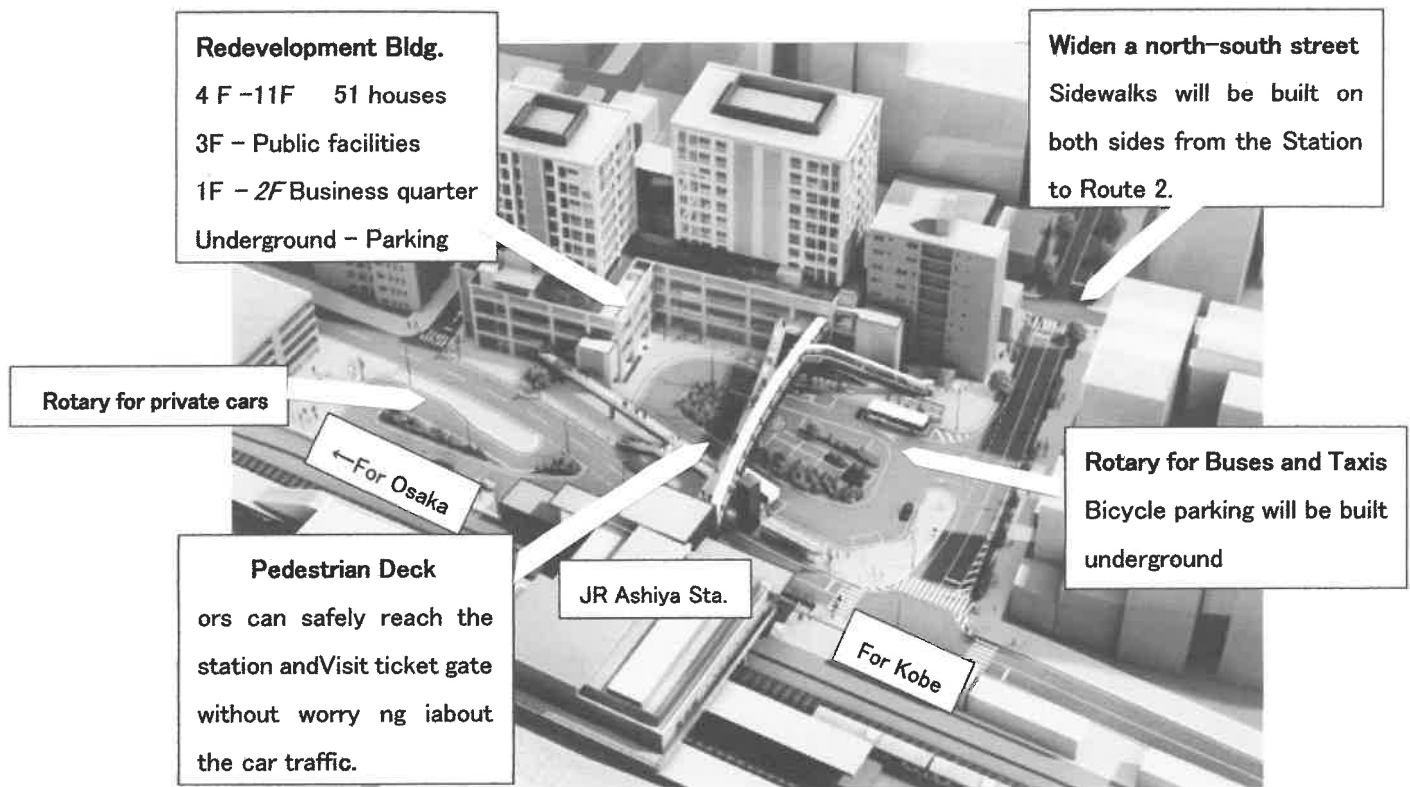 Redevelopment Bldg.
4 F -11F 51 houses
3F - Public facilities
1F - 2F Business quarter
Underground - Parking
Widen a north-south street
Sidewalks will be built on
both sides from the Station
to Route 2.
Rotary for private cars
←For Osaka
Rotary for Buses and Taxis
Bicycle parking will be built
underground
Pedestrian Deck
ors can safely reach the
station andVisit ticket gate
without worry ng iabout
the car traffic.
JR Ashiya Sta.
For Kobe